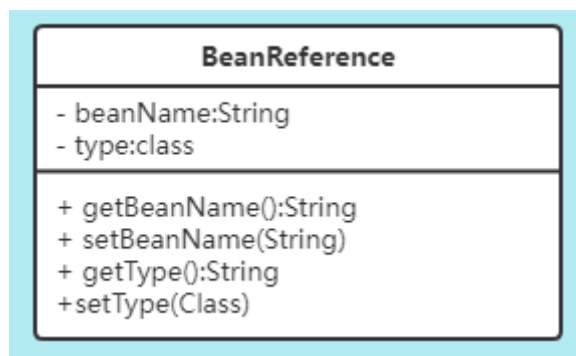 BeanReference
- beanName:String
- type:class
+ getBeanName():String
+ setBeanName(String)
+ getType():String
+setType(Class)